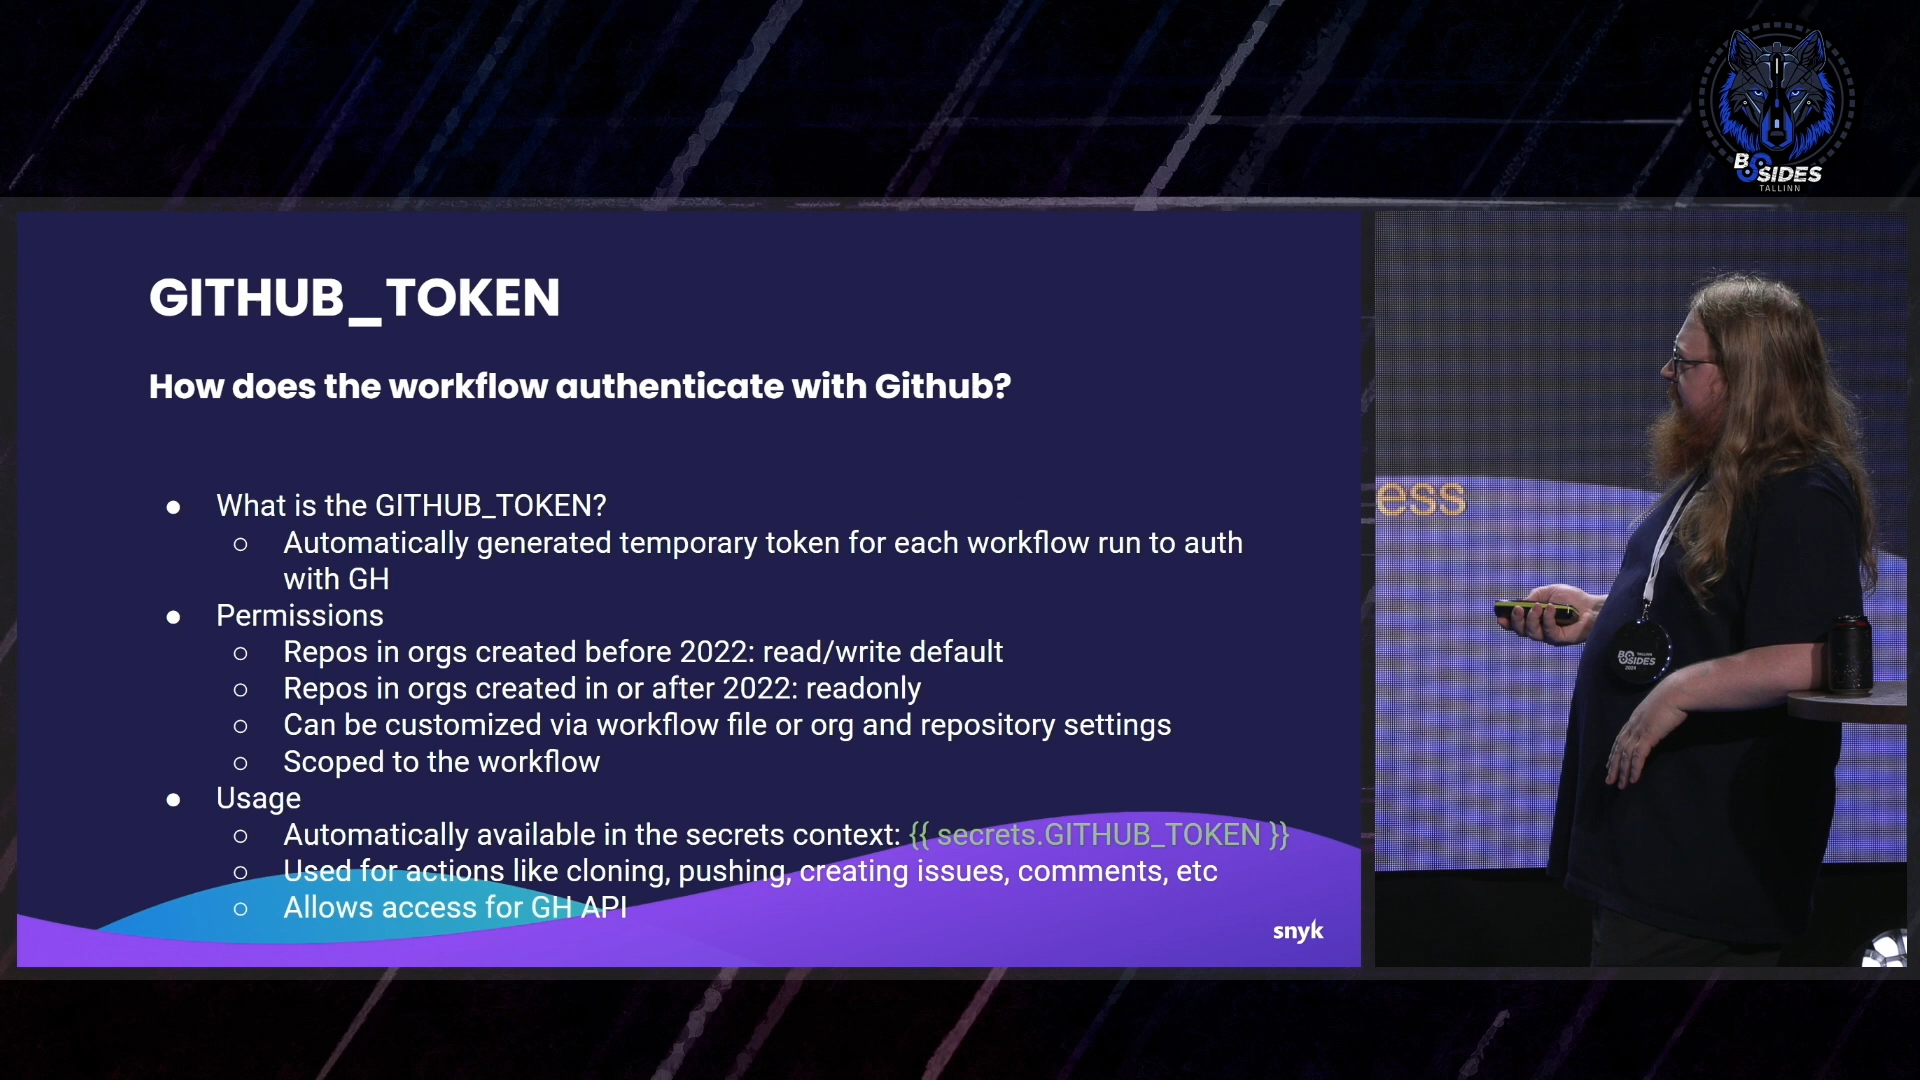 BSIDES
TALLINN
GITHUB_TOKEN
How does the workflow authenticate with Github?
● What is the GITHUB_TOKEN?
○ Automatically generated temporary token for each workflow run to auth
with GH
● Permissions
○ Repos in orgs created before 2022: read/write default
○ Repos in orgs created in or after 2022: readonly
○ Can be customized via workflow file or org and repository settings
○ Scoped to the workflow
● Usage
○ Automatically available in the secrets context: {{ secrets.GITHUB_TOKEN }}
○ Used for actions like cloning, pushing, creating issues, comments, etc
○ Allows access for GH API
snyk
ess
TALLINN
BSIDES
2024